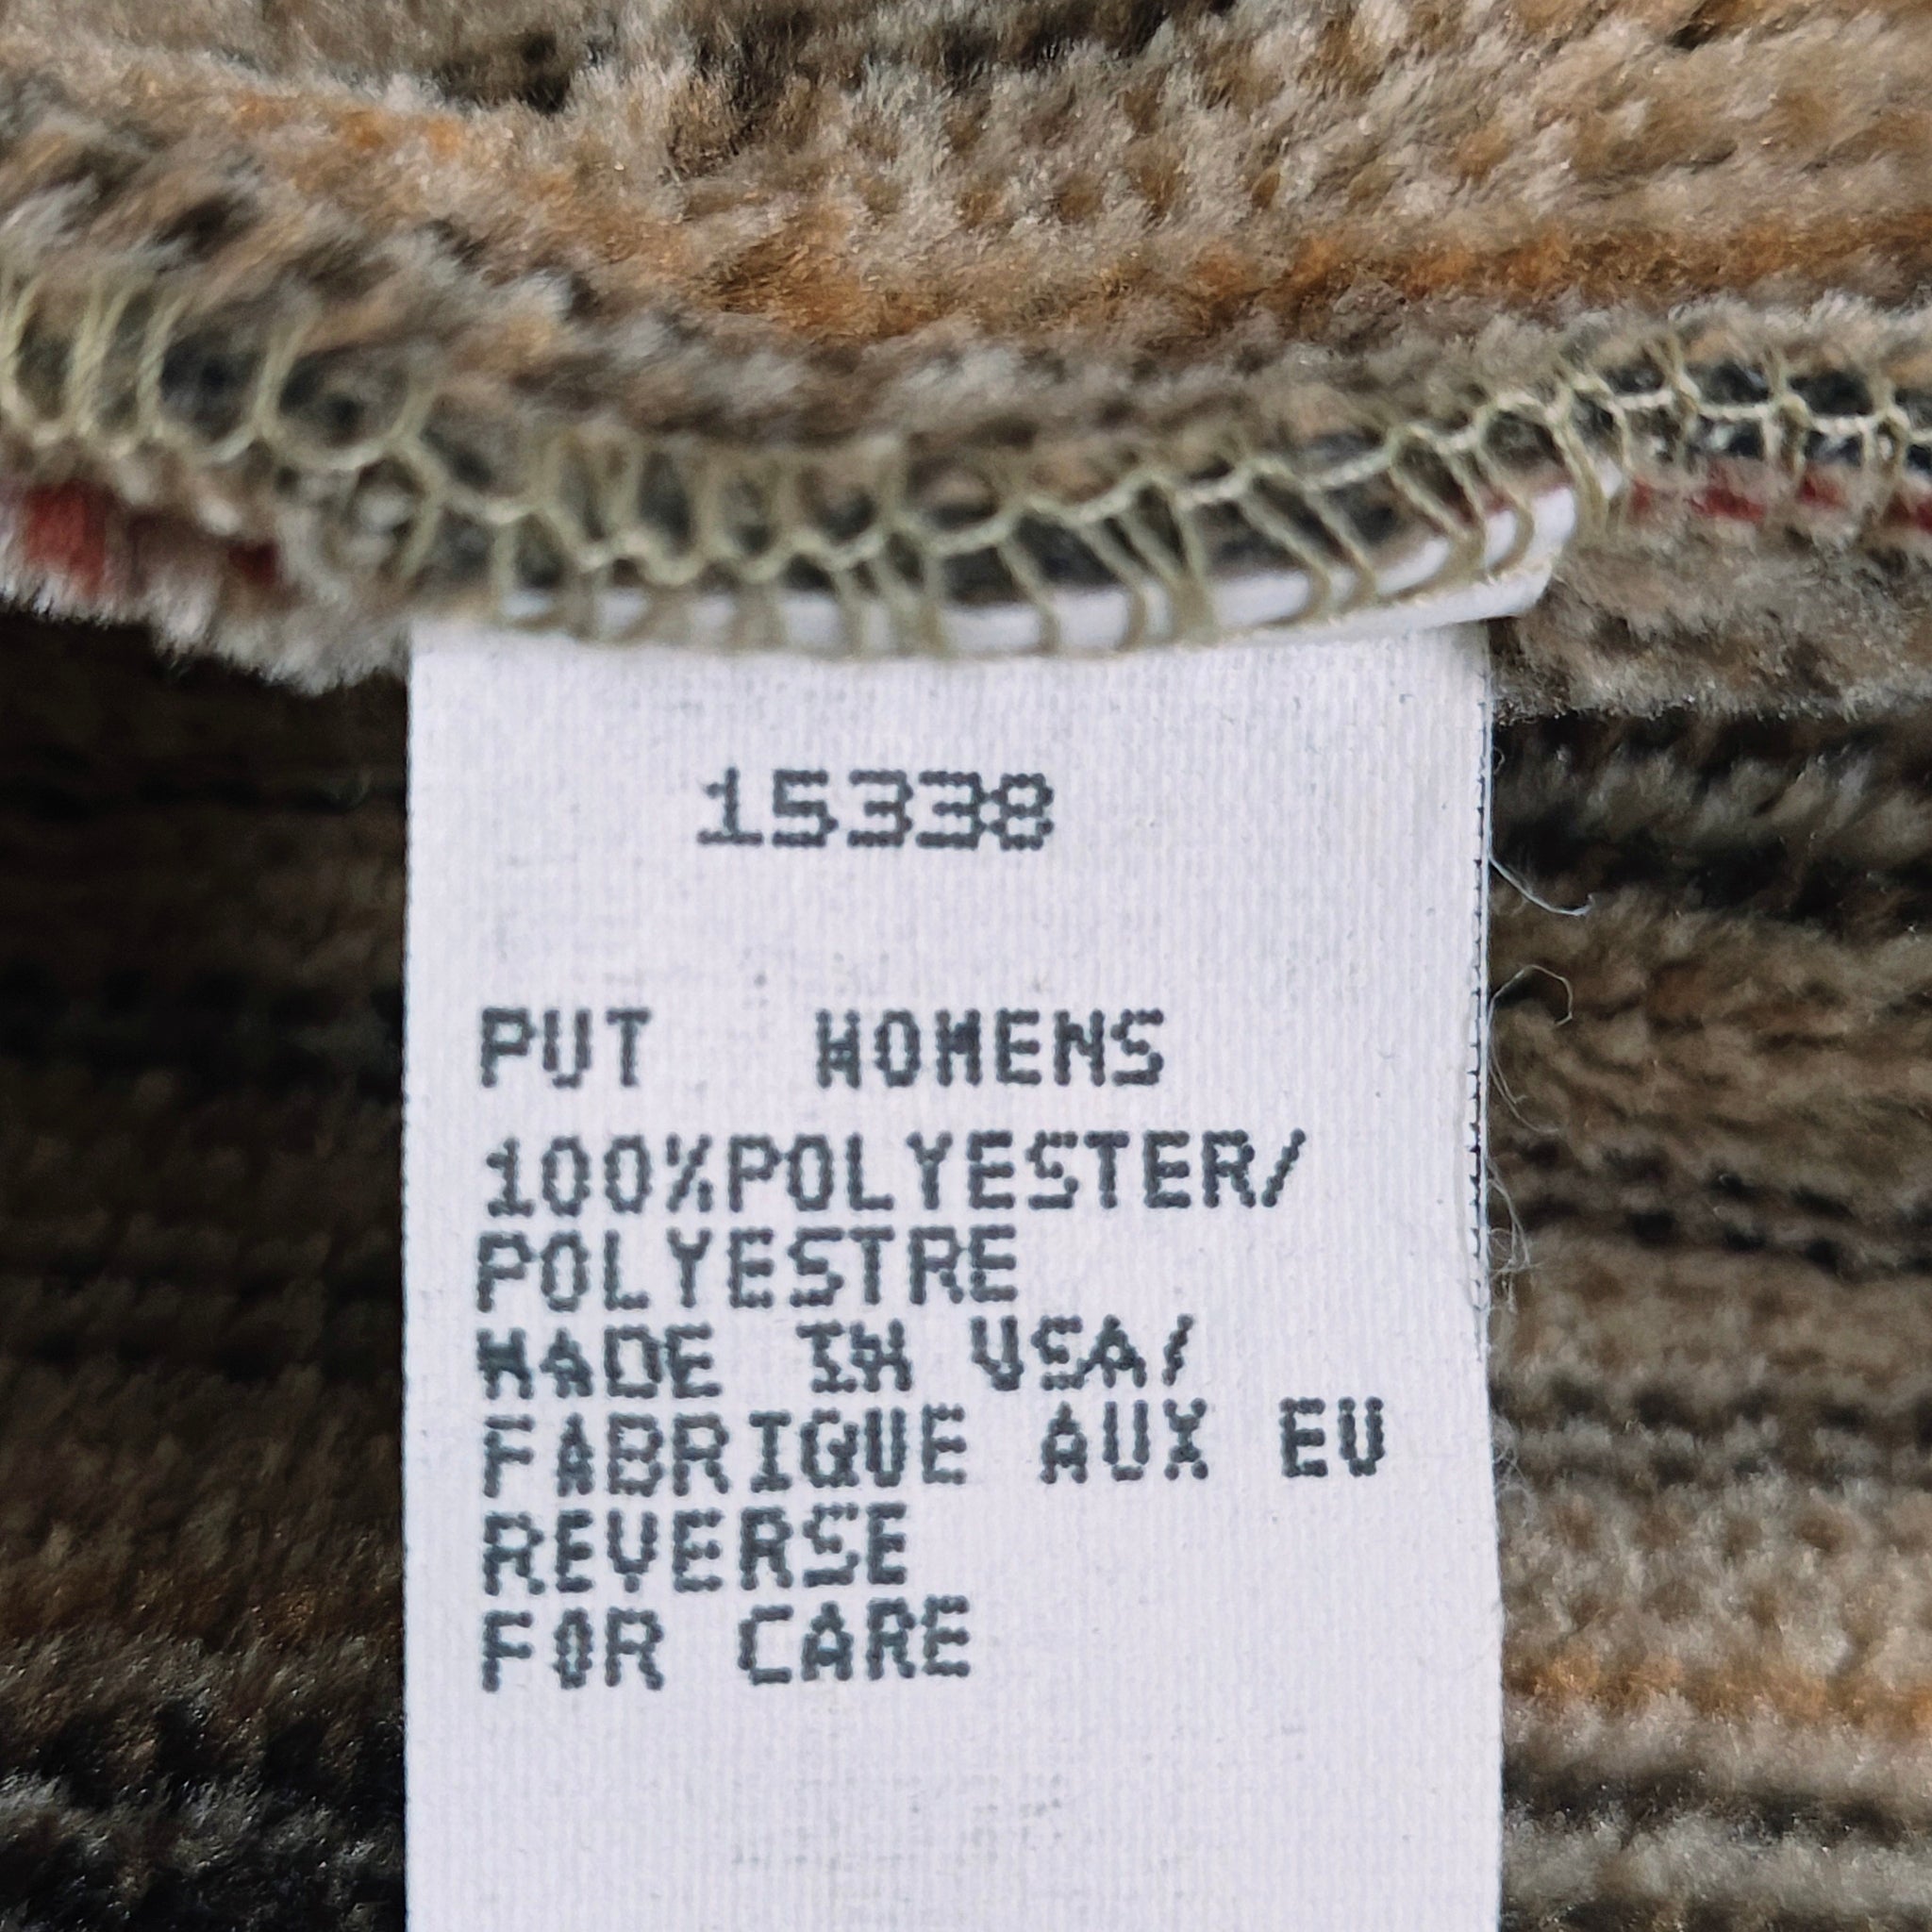 15338
PUT WOMENS
100%POLYESTER/
POLYESTRE
MADE IN USA/
FABRIQUE AUX EU
REVERSE
FOR CARE